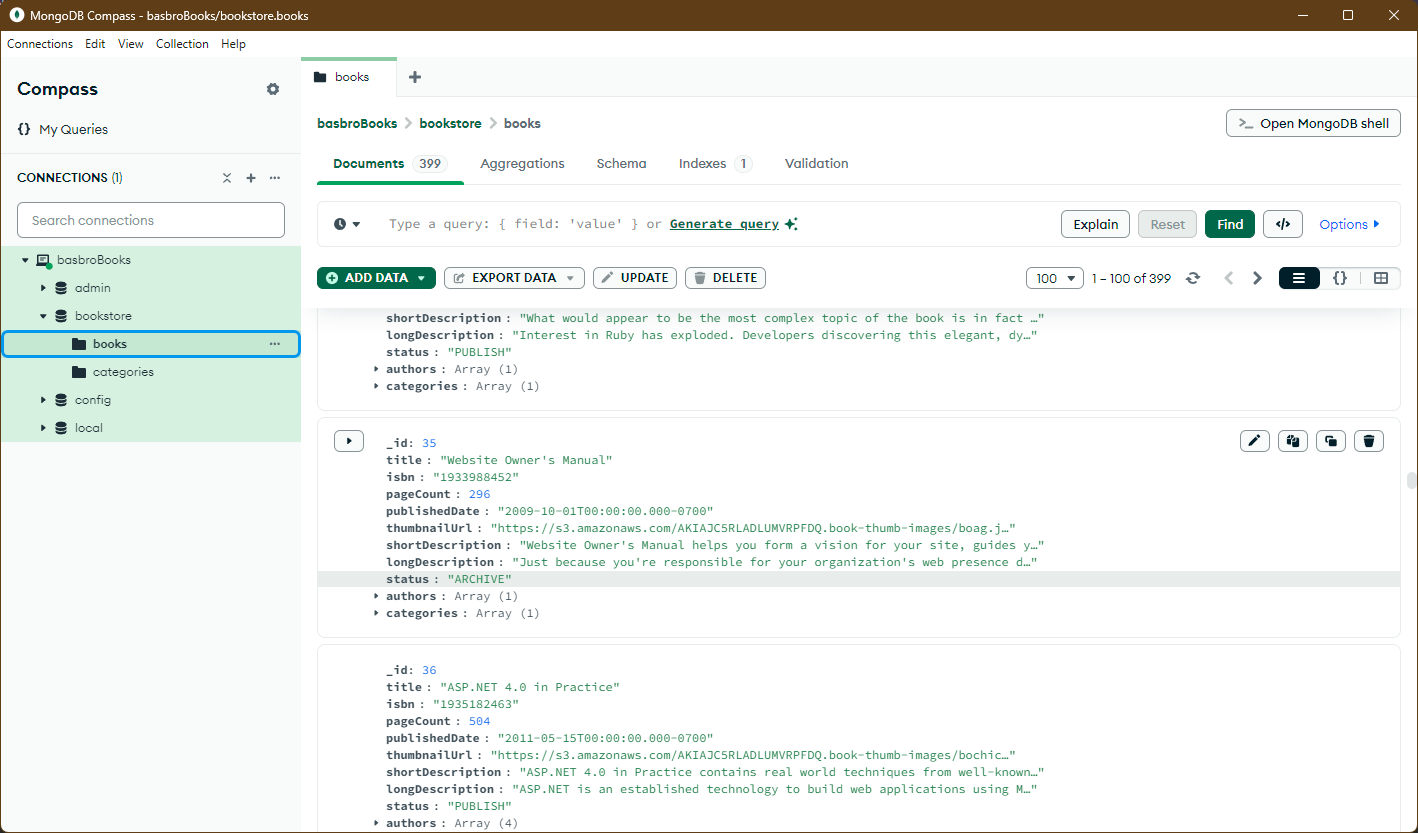 MongoDB Compass - basbroBooks/bookstore.books
Connections Edit View Collection Help
Compass
{} My Queries
CONNECTIONS (1)
Search connections
basbroBooks
admin
bookstore
books
categories
config
local
books
basbroBooks > bookstore > books
>_ Open MongoDB shell
Documents 399 Aggregations Schema Indexes 1 Validation
Type a query: { field: 'value' } or Generate query
Explain Reset Find </> Options
ADD DATA EXPORT DATA UPDATE DELETE
100 1 – 100 of 399 {}
shortDescription : "What would appear to be the most complex topic of the book is in fact …"
longDescription : "Interest in Ruby has exploded. Developers discovering this elegant, dy…"
status : "PUBLISH"
authors : Array (1)
categories : Array (1)
_id: 35
title : "Website Owner's Manual"
isbn : "1933988452"
pageCount : 296
publishedDate : "2009-10-01T00:00:00.000-0700"
thumbnailUrl : "https://s3.amazonaws.com/AKIAJC5RLADLUMVRPFDQ.book-thumb-images/boag.j…"
shortDescription : "Website Owner's Manual helps you form a vision for your site, guides y…"
longDescription : "Just because you're responsible for your organization's web presence d…"
status : "ARCHIVE"
authors : Array (1)
categories : Array (1)
_id: 36
title : "ASP.NET 4.0 in Practice"
isbn : "1935182463"
pageCount : 504
publishedDate : "2011-05-15T00:00:00.000-0700"
thumbnailUrl : "https://s3.amazonaws.com/AKIAJC5RLADLUMVRPFDQ.book-thumb-images/bochic…"
shortDescription : "ASP.NET 4.0 in Practice contains real world techniques from well-known…"
longDescription : "ASP.NET is an established technology to build web applications using M…"
status : "PUBLISH"
authors : Array (4)